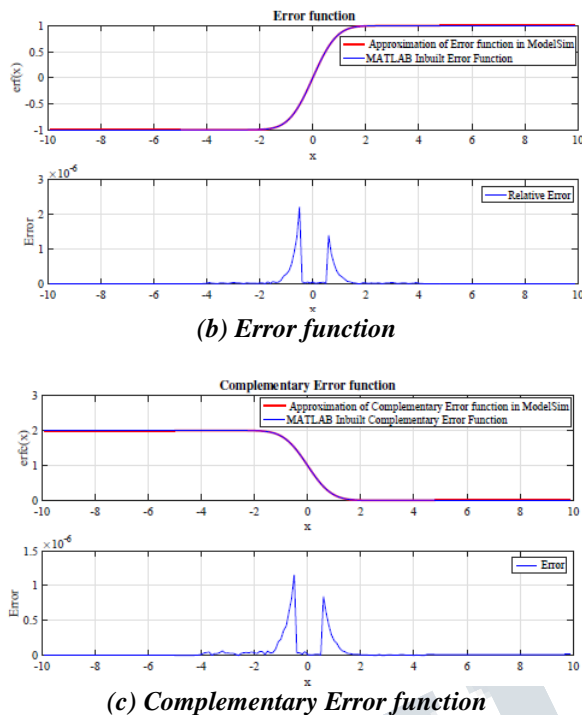 Error function
1
0.5
0
-0.5
-1
erf(x)
Approximation of Error function in ModelSim
MATLAB Inbuilt Error Function
-10 -8 -6 -4 -2 0 2 4 6 8 10
x
×10⁻⁶
3
2
1
0
Error
Relative Error
-10 -8 -6 -4 -2 0 2 4 6 8 10
x
(b) Error function
Complementary Error function
3
2
1
0
erfc(x)
Approximation of Complementary Error function in ModelSim
MATLAB Inbuilt Complementary Error Function
-10 -8 -6 -4 -2 0 2 4 6 8 10
x
×10⁻⁶
1.5
1
0.5
0
Error
Error
-10 -8 -6 -4 -2 0 2 4 6 8 10
x
(c) Complementary Error function